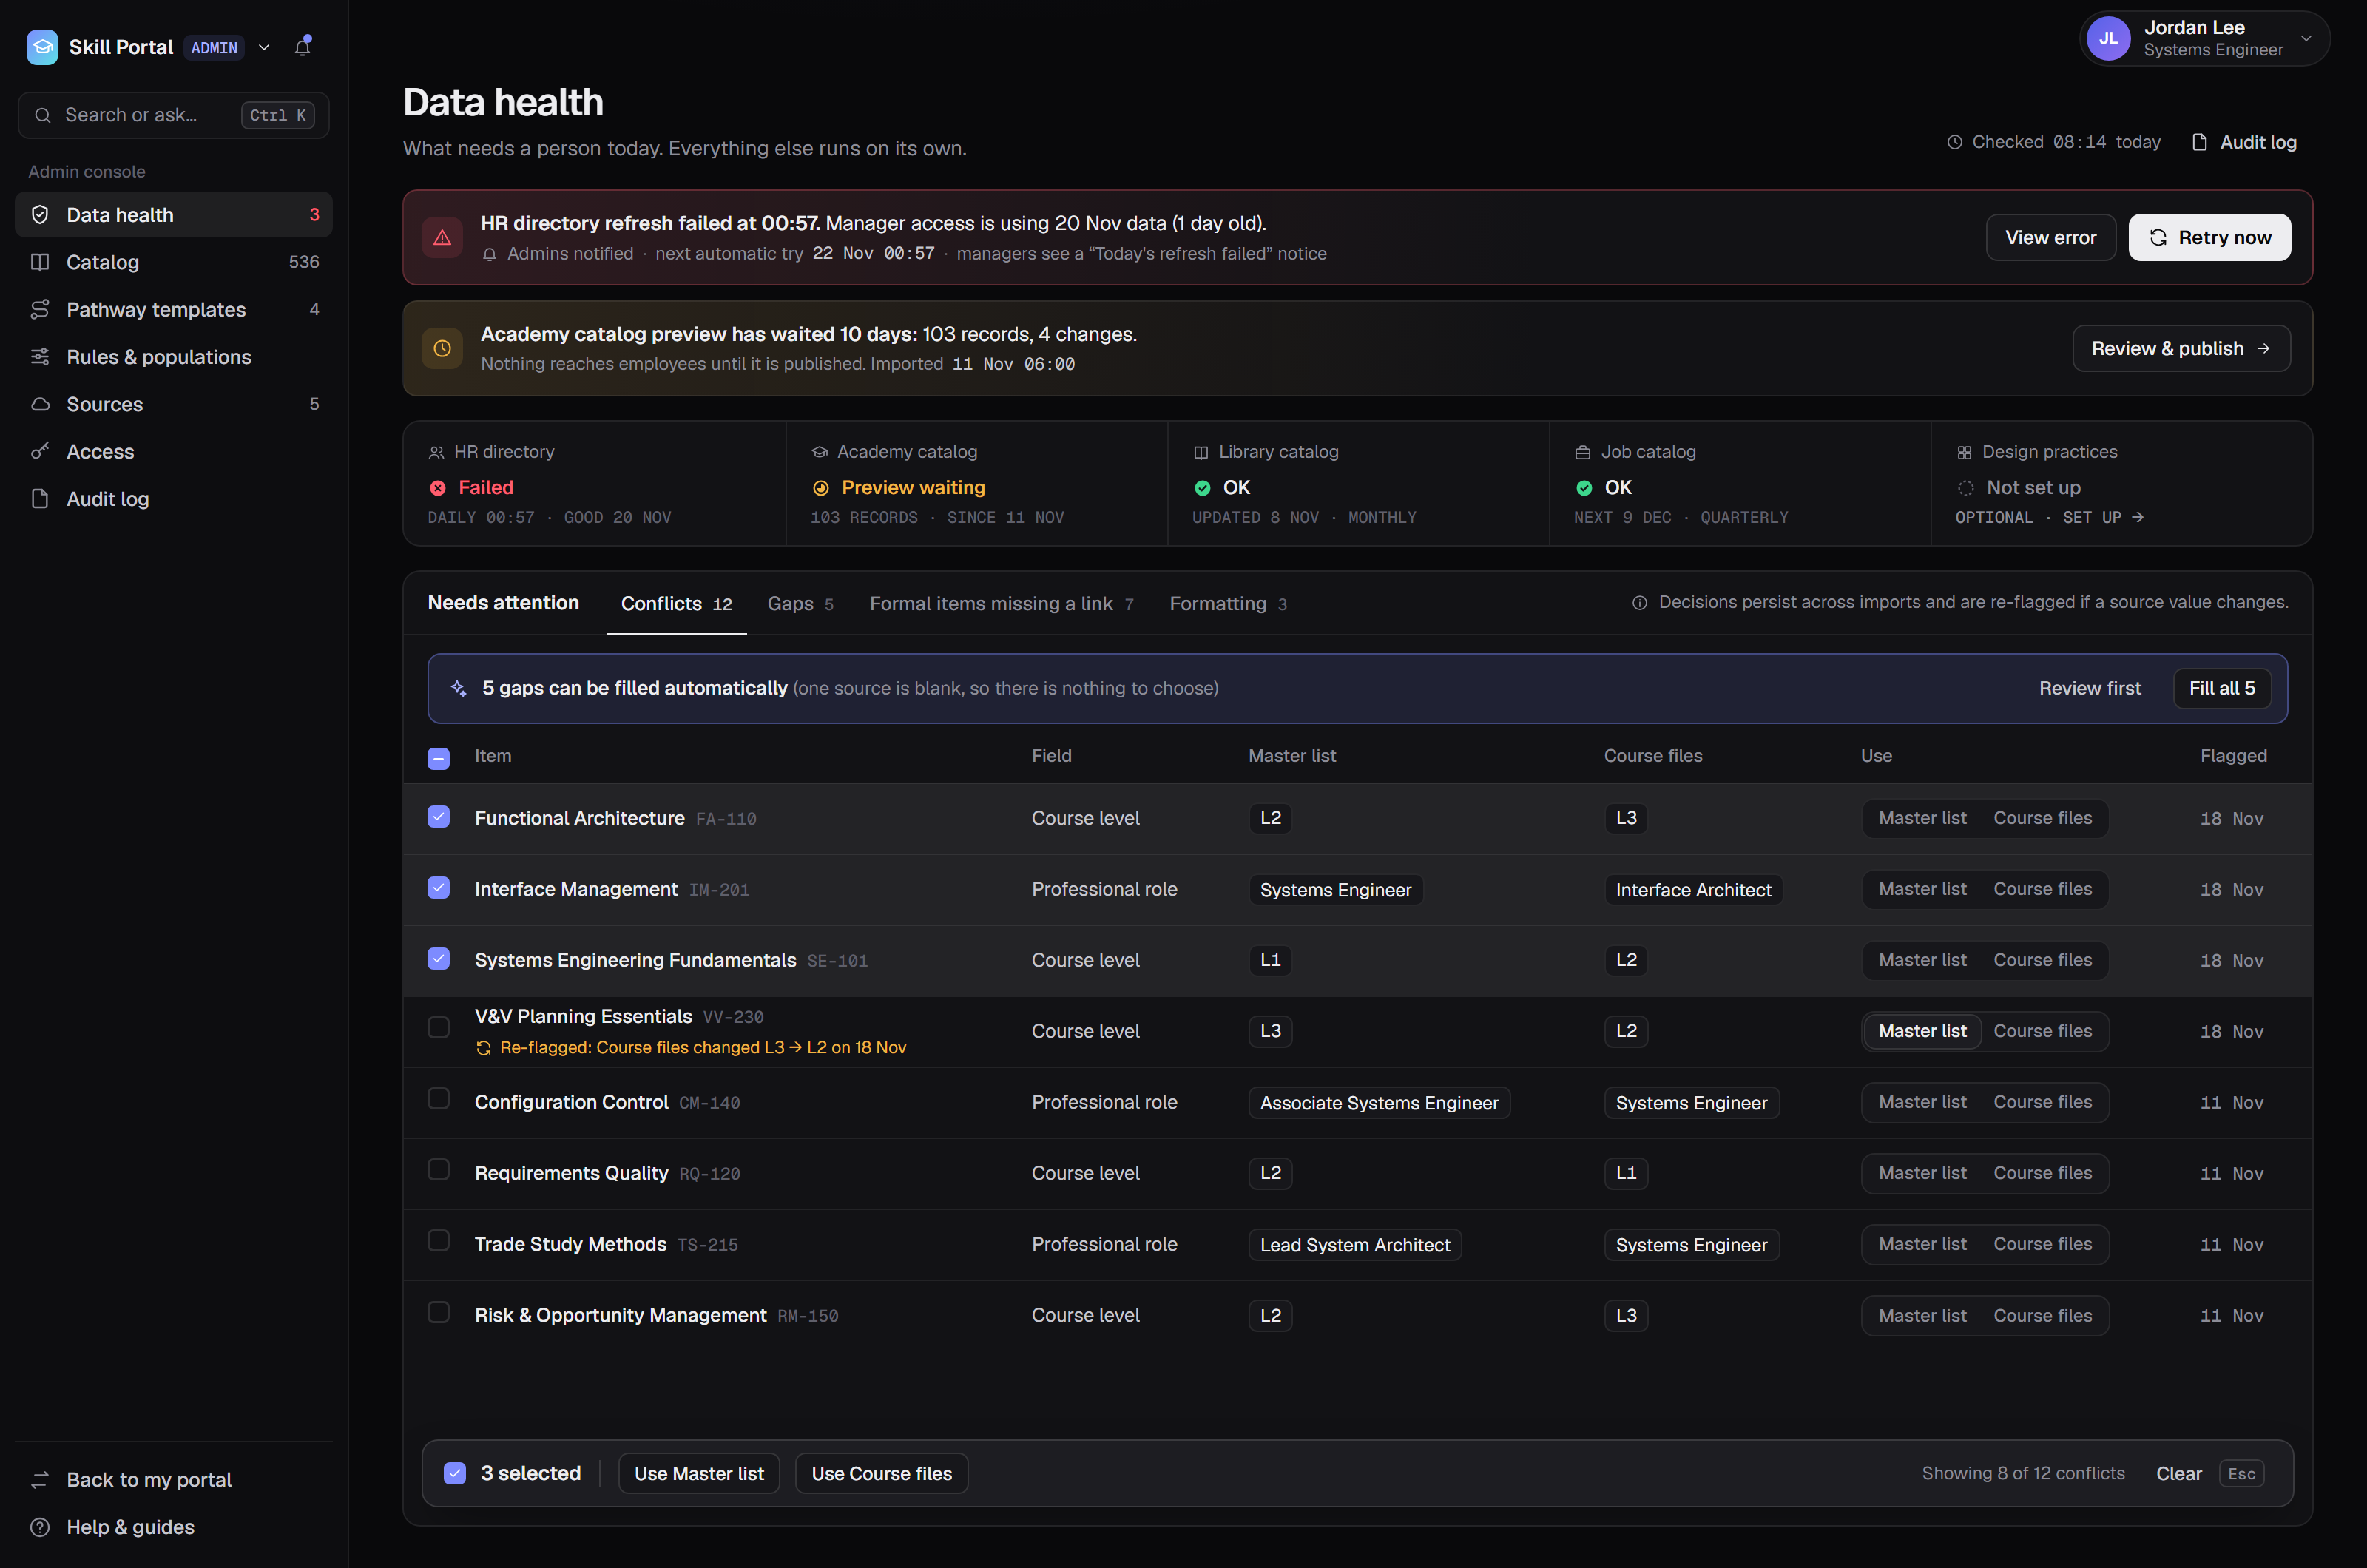 Skill Portal ADMIN
Search or ask... Ctrl K
Admin console
Data health 3
Catalog 536
Pathway templates 4
Rules & populations
Sources 5
Access
Audit log
Back to my portal
Help & guides
JL Jordan Lee
Systems Engineer
Data health
What needs a person today. Everything else runs on its own.
Checked 08:14 today Audit log
HR directory refresh failed at 00:57. Manager access is using 20 Nov data (1 day old).
Admins notified · next automatic try 22 Nov 00:57 · managers see a “Today's refresh failed” notice
View error Retry now
Academy catalog preview has waited 10 days: 103 records, 4 changes.
Nothing reaches employees until it is published. Imported 11 Nov 06:00
Review & publish →
HR directory
Failed
DAILY 00:57 · GOOD 20 NOV
Academy catalog
Preview waiting
103 RECORDS · SINCE 11 NOV
Library catalog
OK
UPDATED 8 NOV · MONTHLY
Job catalog
OK
NEXT 9 DEC · QUARTERLY
Design practices
Not set up
OPTIONAL · SET UP →
Needs attention Conflicts 12 Gaps 5 Formal items missing a link 7 Formatting 3
Decisions persist across imports and are re-flagged if a source value changes.
5 gaps can be filled automatically (one source is blank, so there is nothing to choose) Review first Fill all 5
Item Field Master list Course files Use Flagged
Functional Architecture FA-110 Course level L2 L3 Master list Course files 18 Nov
Interface Management IM-201 Professional role Systems Engineer Interface Architect Master list Course files 18 Nov
Systems Engineering Fundamentals SE-101 Course level L1 L2 Master list Course files 18 Nov
V&V Planning Essentials VV-230 Course level L3 L2 Master list Course files 18 Nov
Re-flagged: Course files changed L3 → L2 on 18 Nov
Configuration Control CM-140 Professional role Associate Systems Engineer Systems Engineer Master list Course files 11 Nov
Requirements Quality RQ-120 Course level L2 L1 Master list Course files 11 Nov
Trade Study Methods TS-215 Professional role Lead System Architect Systems Engineer Master list Course files 11 Nov
Risk & Opportunity Management RM-150 Course level L2 L3 Master list Course files 11 Nov
3 selected Use Master list Use Course files Showing 8 of 12 conflicts Clear Esc